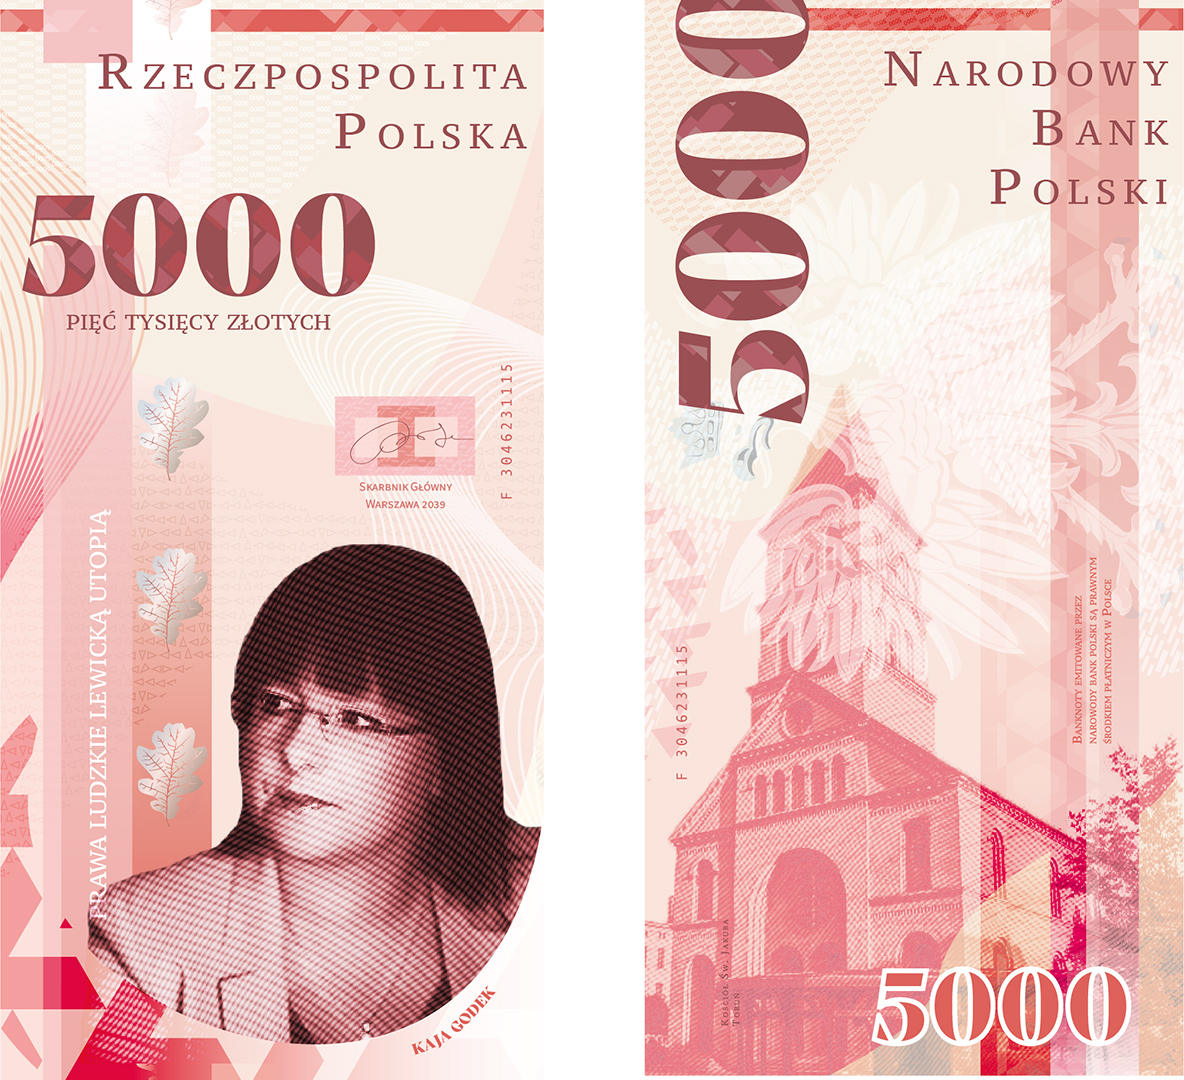 RZECZPOSPOLITA
POLSKA
5000
PIĘĆ TYSIĘCY ZŁOTYCH
F 3046231115
SKARBNIK GŁÓWNY
WARSZAWA 2039
PRAWA LUDZKIE LEWICKĄ UTOPIĄ
KAJA GODEK
5000
NARODOWY
BANK
POLSKI
F 3046231115
BANKNOTY EMITOWANE PRZEZ
NAROWODY BANK POLSKI SĄ PRAWNYM
ŚRODKIEM PŁATNICZYM W POLSCE
KOŚCIÓŁ ŚW. JAKUBA
TORUŃ
5000